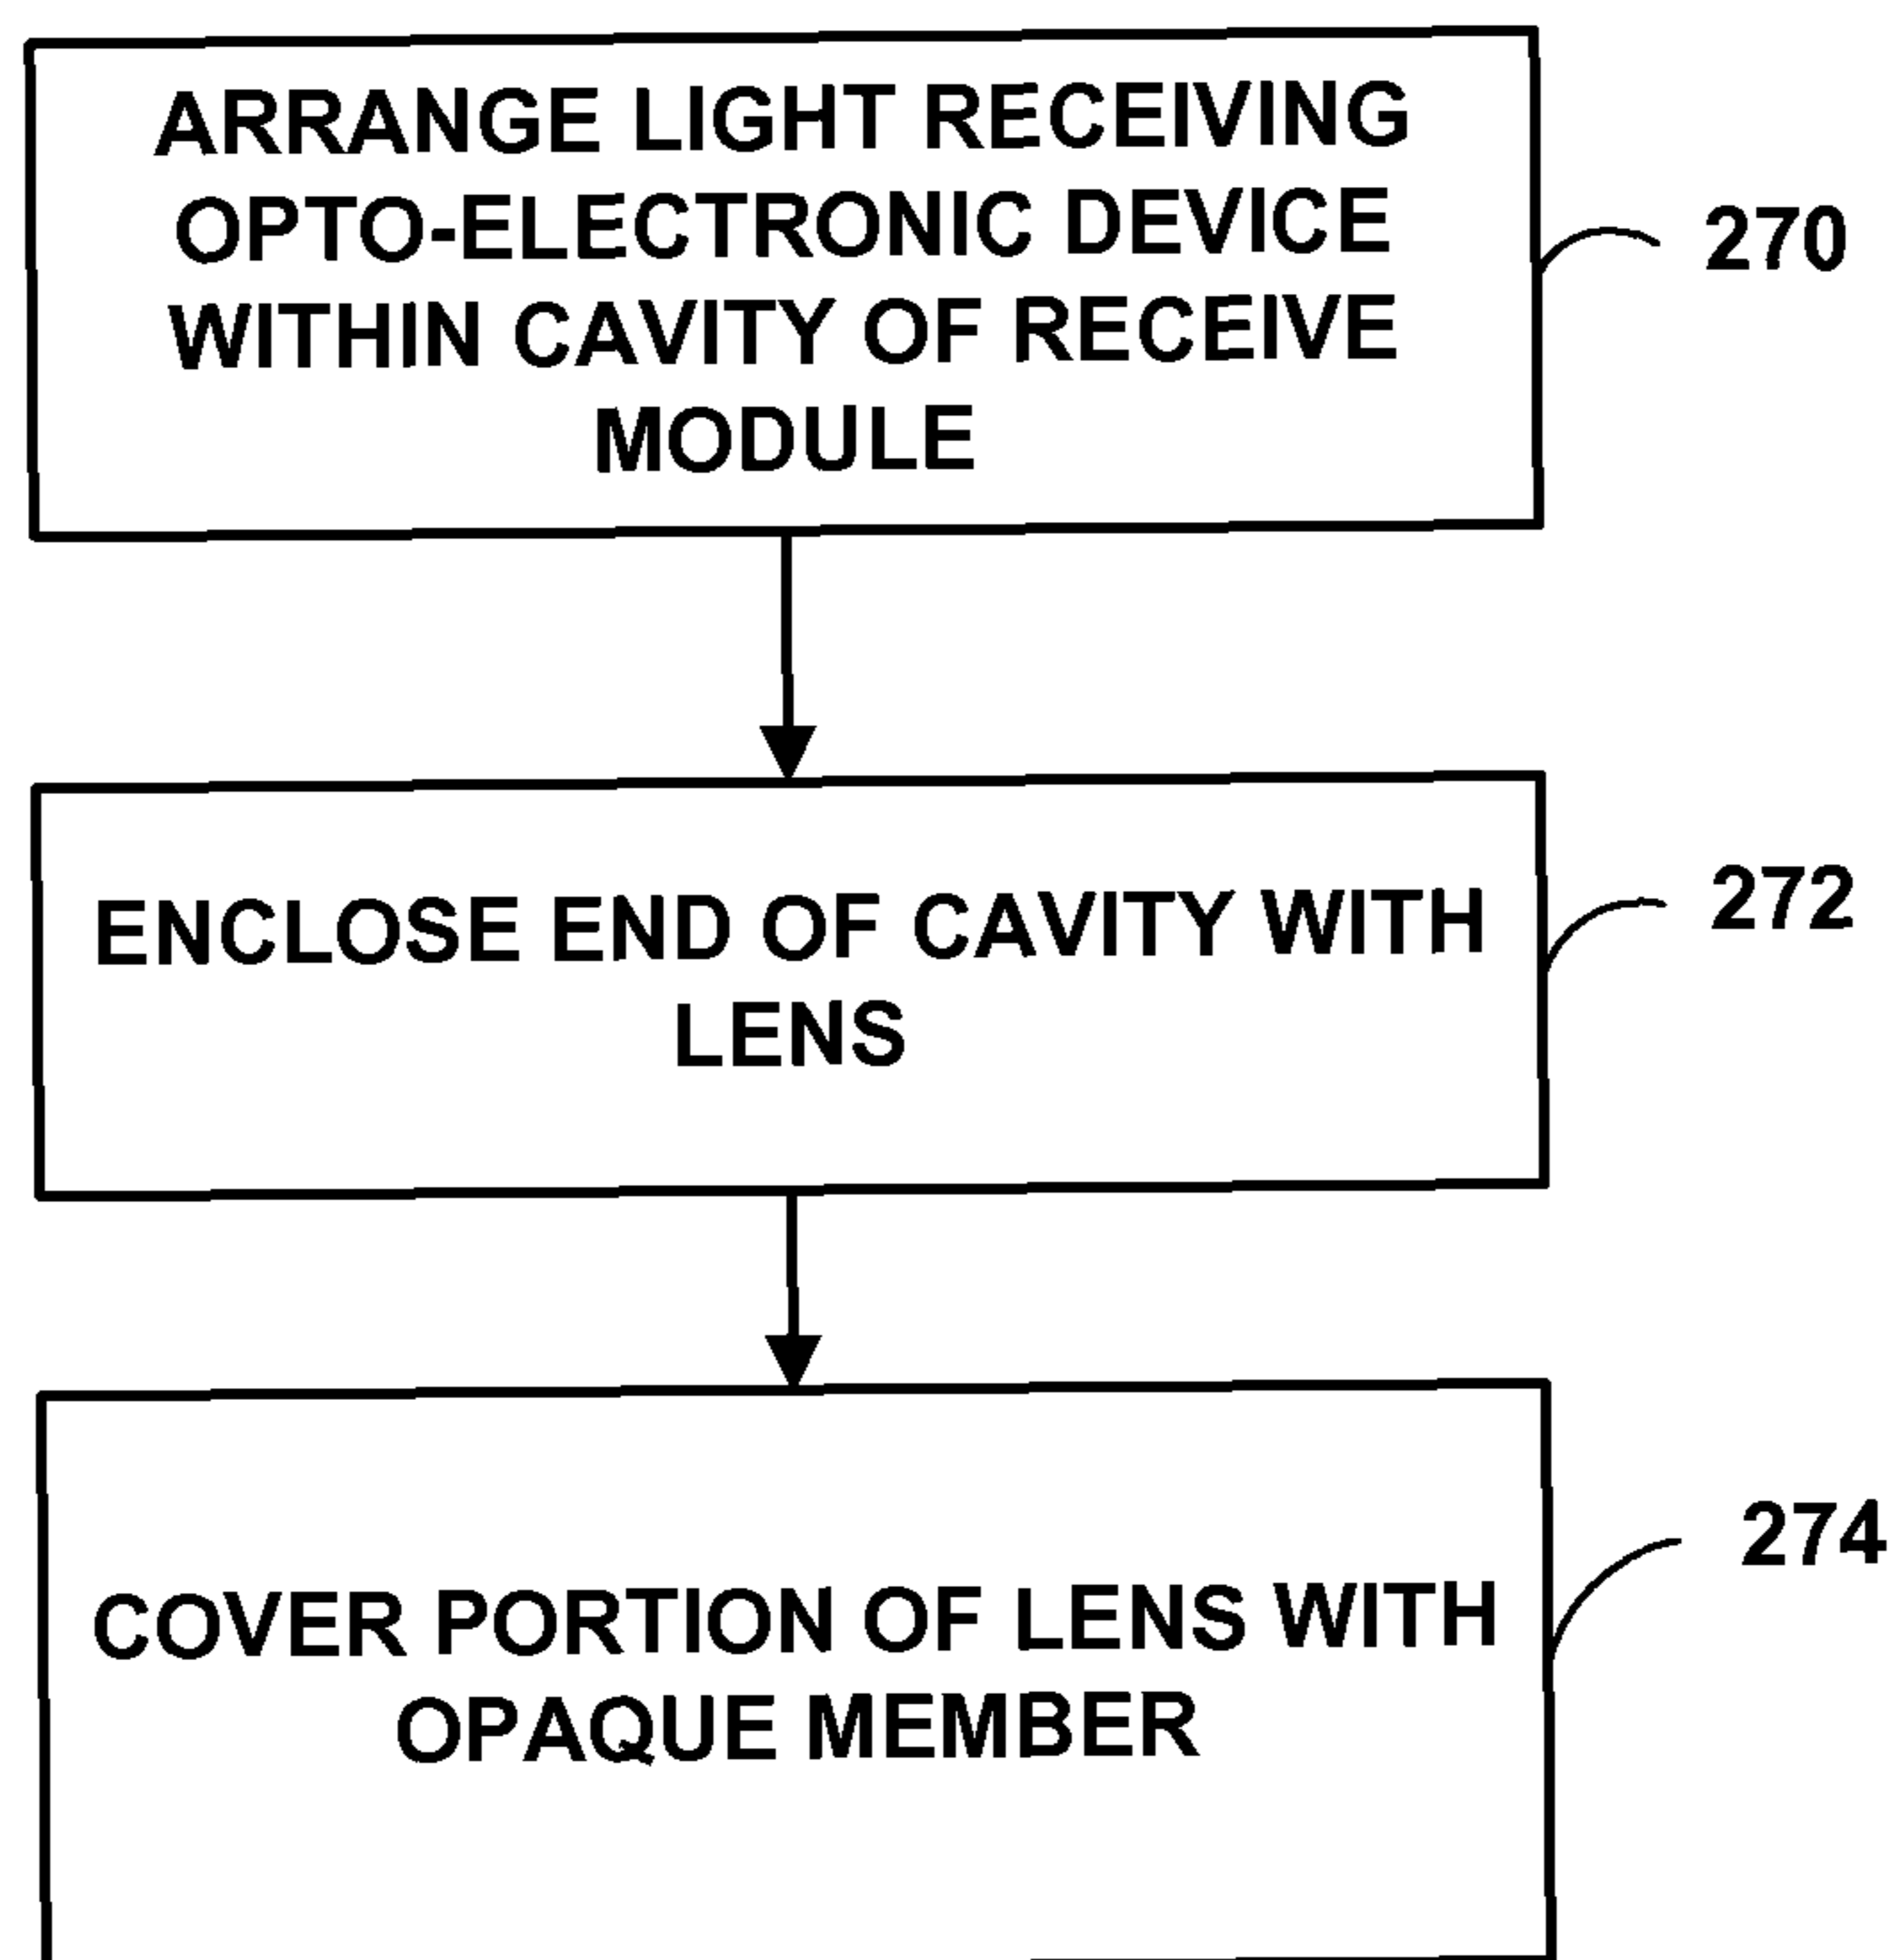 ARRANGE LIGHT RECEIVING
OPTO-ELECTRONIC DEVICE
WITHIN CAVITY OF RECEIVE
MODULE
270
ENCLOSE END OF CAVITY WITH
LENS
272
COVER PORTION OF LENS WITH
OPAQUE MEMBER
274